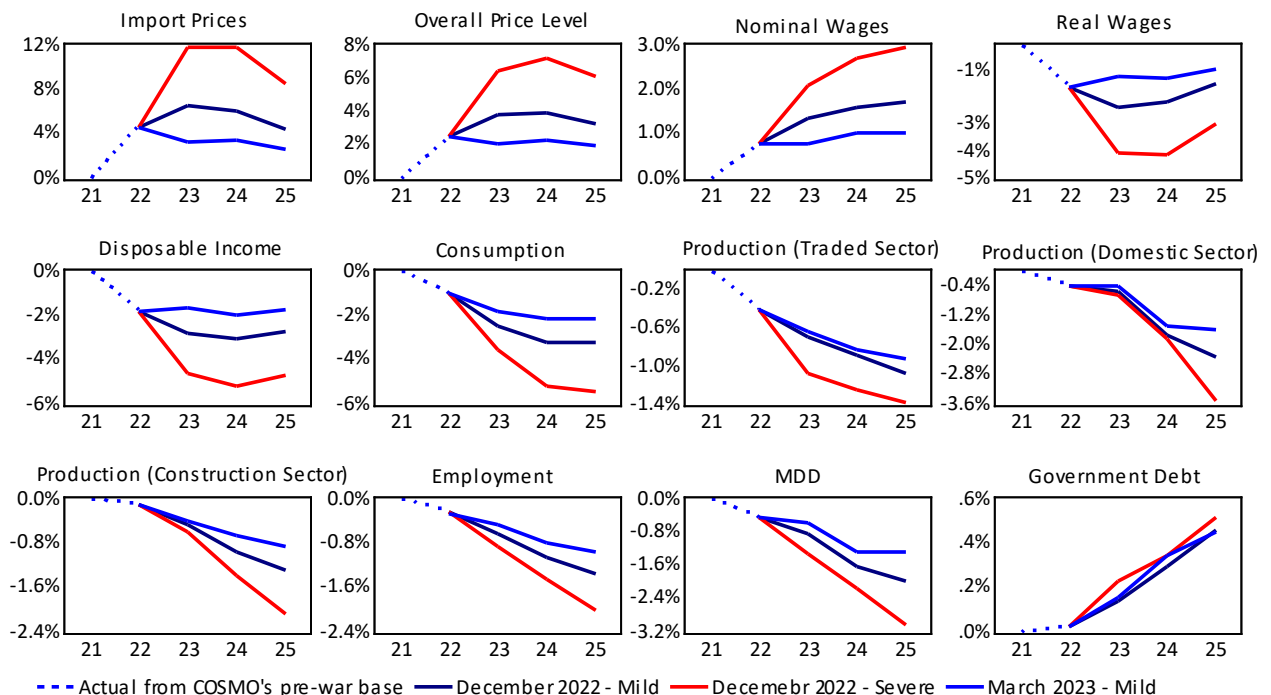 Import Prices
12%
8%
4%
0%
21 22 23 24 25
Overall Price Level
8%
6%
4%
2%
0%
21 22 23 24 25
Nominal Wages
3.0%
2.0%
1.0%
0.0%
21 22 23 24 25
Real Wages
-1%
-3%
-4%
-5%
21 22 23 24 25
Disposable Income
0%
-2%
-4%
-6%
21 22 23 24 25
Consumption
0%
-2%
-4%
-6%
21 22 23 24 25
Production (Traded Sector)
-0.2%
-0.6%
-1.0%
-1.4%
21 22 23 24 25
Production (Domestic Sector)
-0.4%
-1.2%
-2.0%
-2.8%
-3.6%
21 22 23 24 25
Production (Construction Sector)
0.0%
-0.8%
-1.6%
-2.4%
21 22 23 24 25
Employment
0.0%
-0.8%
-1.6%
-2.4%
21 22 23 24 25
MDD
0.0%
-0.8%
-1.6%
-2.4%
-3.2%
21 22 23 24 25
Government Debt
.6%
.4%
.2%
.0%
21 22 23 24 25
Actual from COSMO's pre-war base
December 2022 - Mild
Decemebr 2022 - Severe
March 2023 - Mild